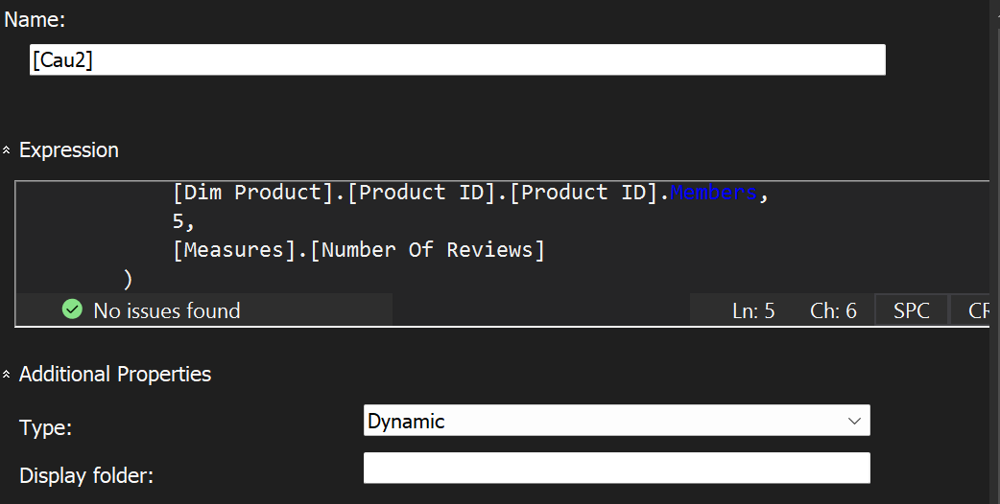 Name:
[Cau2]
Expression
[Dim Product].[Product ID].[Product ID].Members,
5,
[Measures].[Number Of Reviews]
)
No issues found Ln: 5 Ch: 6 SPC CR
Additional Properties
Type: Dynamic
Display folder: